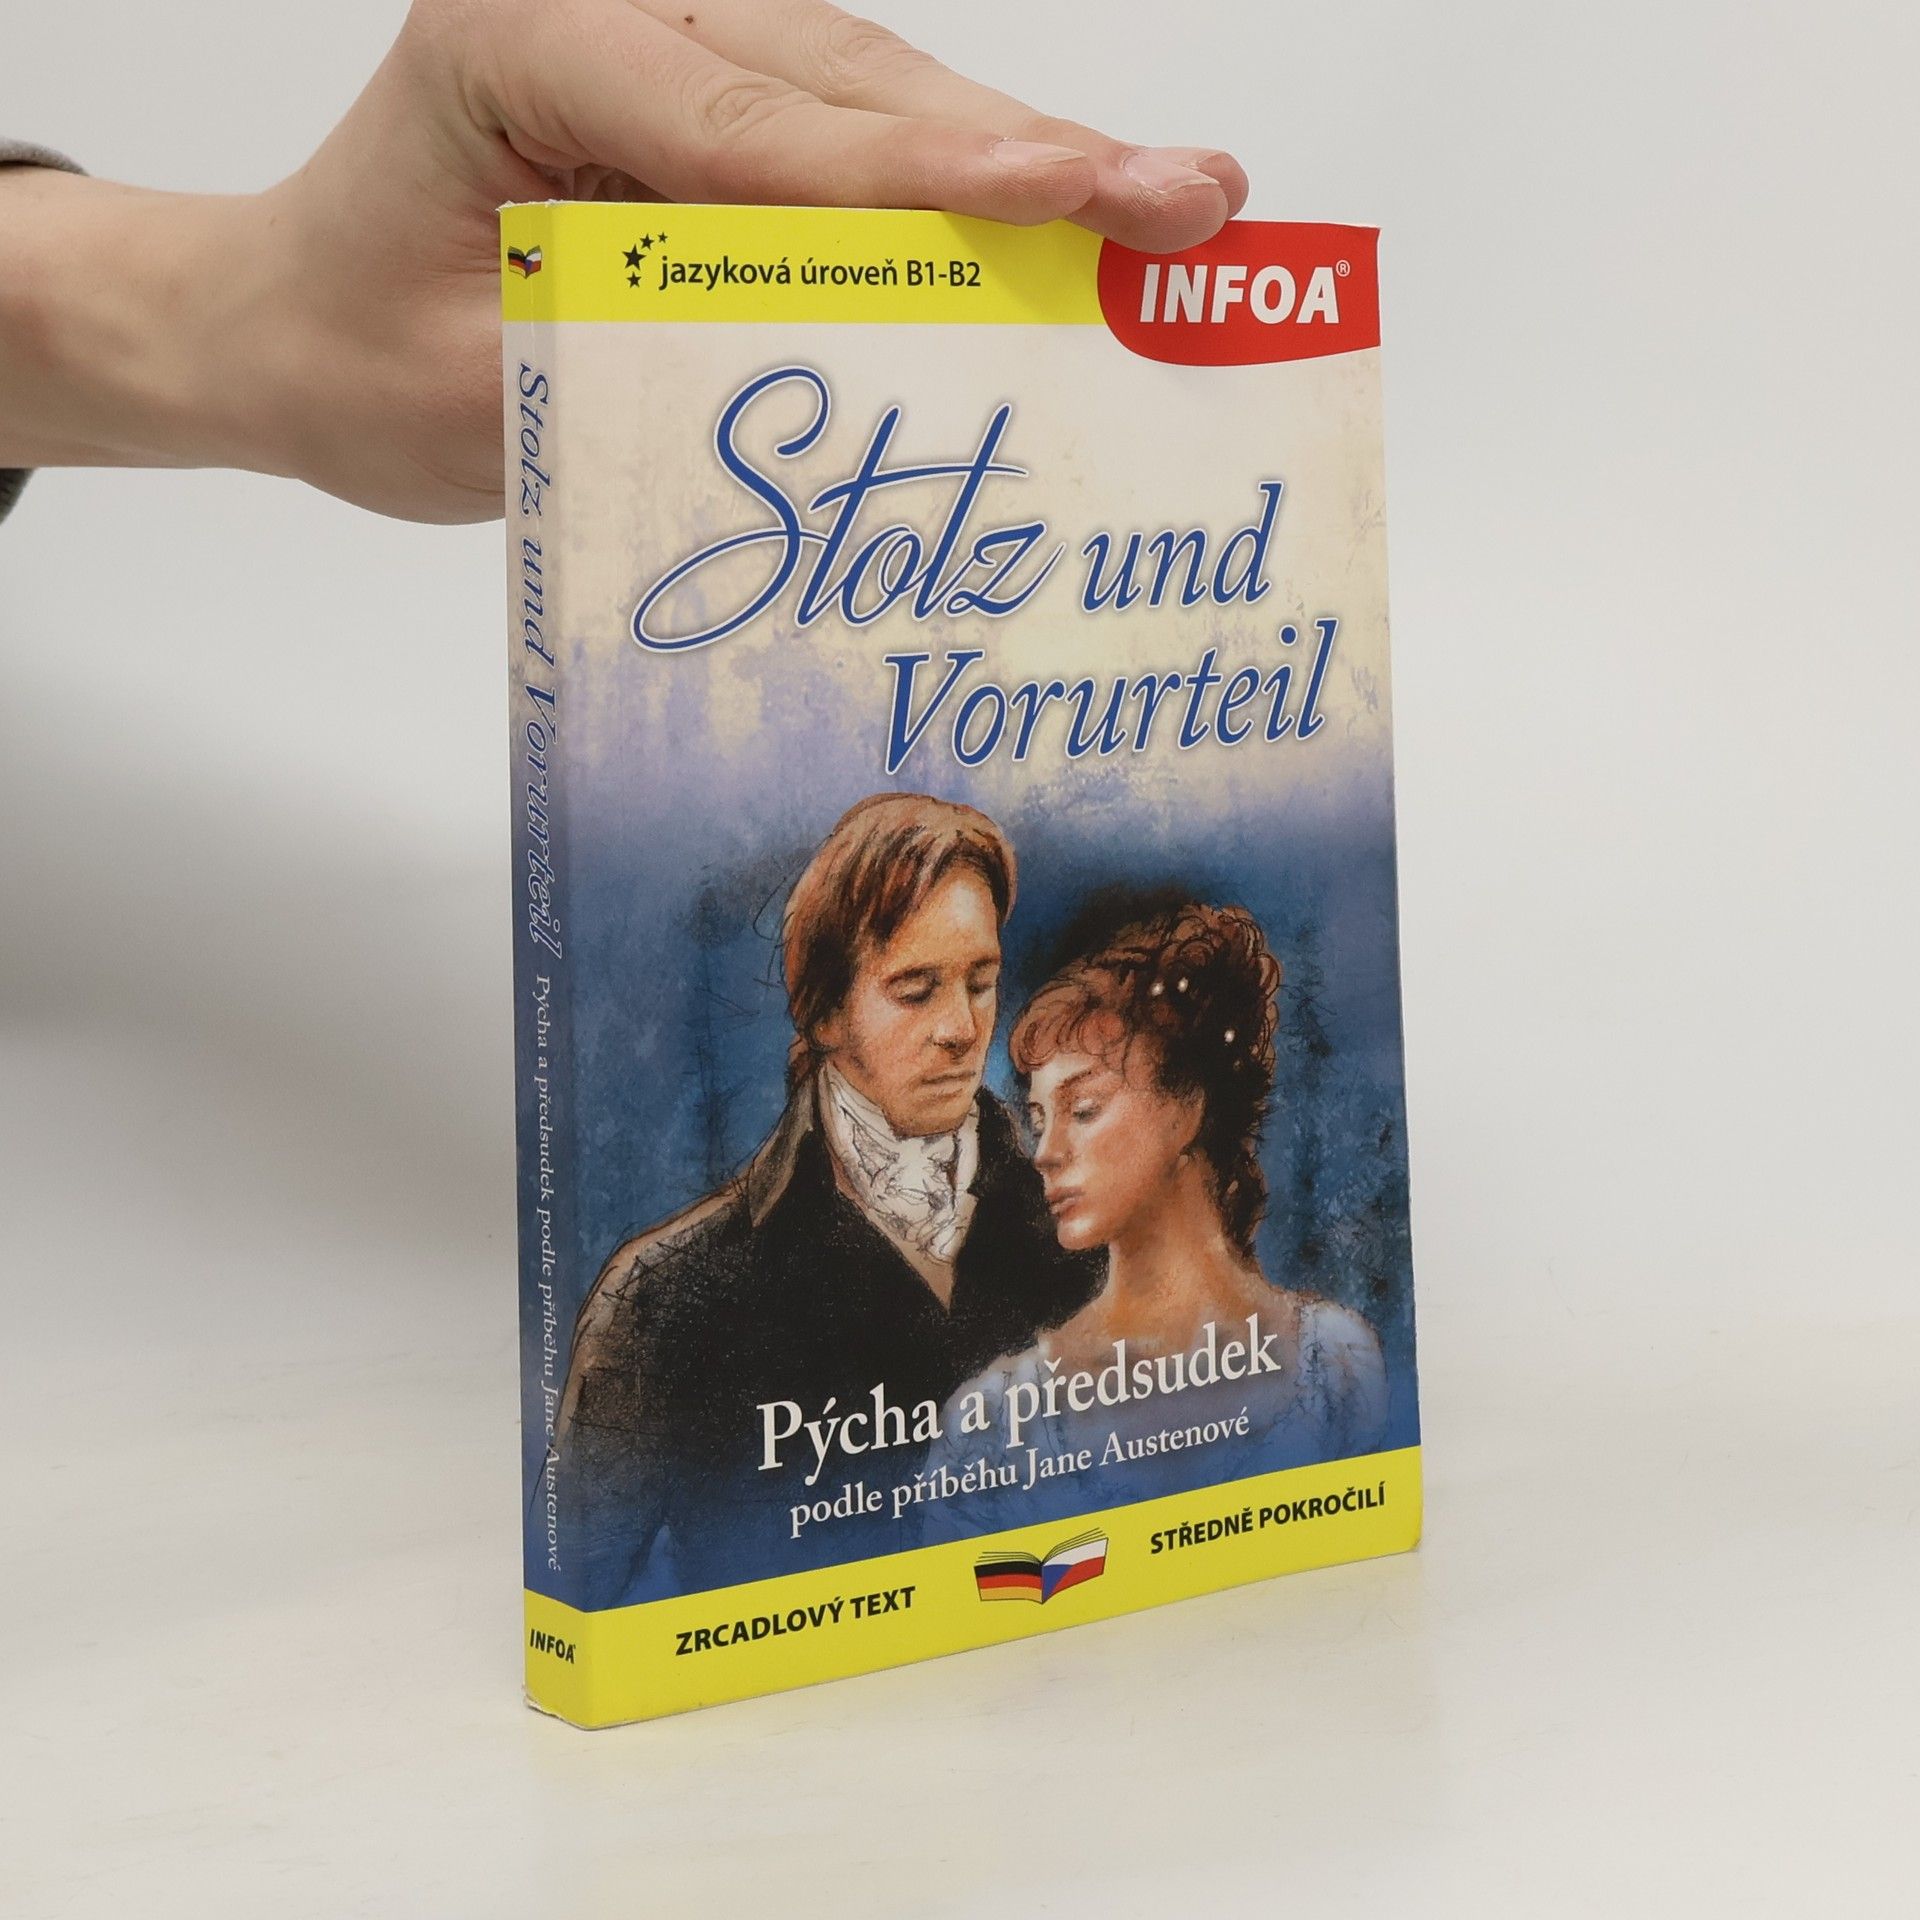 jazyková úroveň B1-B2
INFOA®
Stolz und
Vorurteil
Pýcha a předsudek
podle příběhu Jane Austenové
ZRCADLOVÝ TEXT
STŘEDNĚ POKROČILÍ
Stolz und Vorurteil Pýcha a předsudek podle příběhu Jane Austenové
INFOA®